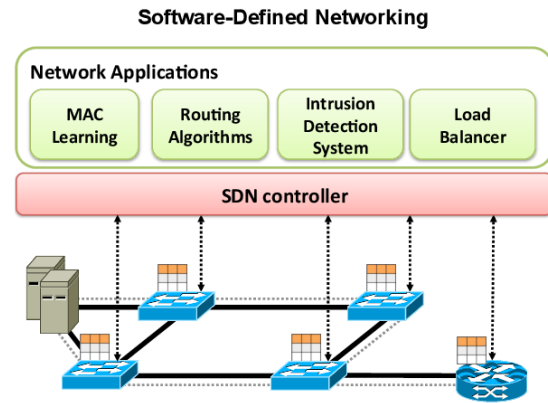 Software-Defined Networking
Network Applications
MAC
Learning
Routing
Algorithms
Intrusion
Detection
System
Load
Balancer
SDN controller